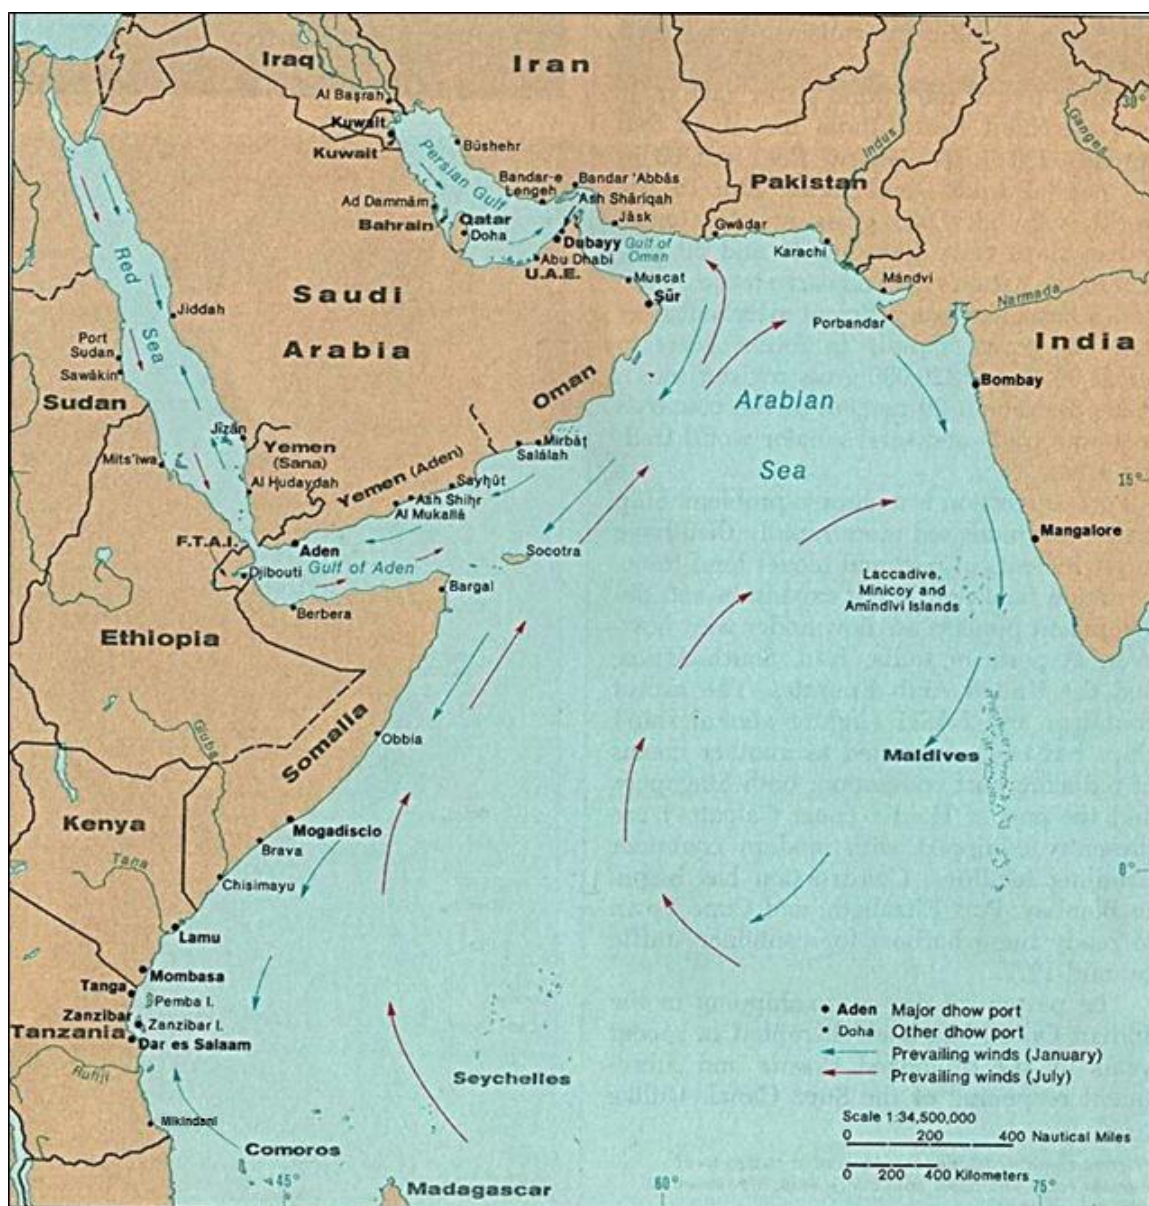 Iraq
Iran
Al Başrah
Kuwait
Kuwait
Persian Gulf
Būshehr
Bandar-e
Lengeh
Bandar 'Abbās
Ash Shāriqah
Ad Dammām
Bahrain
Qatar
Doha
Jāsk
Dubayy
Gulf of
Oman
Abu Dhabi
U.A.E.
Muscat
Şūr
Pakistan
Indus
Ganges
30°
Gwādar
Karachi
Māndvi
Porbandar
Narmada
India
Bombay
Red
Sea
Saudi
Arabia
Jiddah
Port
Sudan
Sawākin
Sudan
Oman
Arabian
Sea
Jīzān
Yemen
(Sana)
Mits'iwa
Al Ḩudaydah
Yemen (Aden)
Mirbāţ
Salālah
Sayḩūt
Ash Shiḩr
Al Mukallā
15°
Mangalore
F.T.A.I.
Aden
Djibouti
Gulf of Aden
Socotra
Bargal
Berbera
Laccadive,
Minicoy and
Amīndīvi Islands
Ethiopia
Giuba
Somalia
Obbia
Maldives
Kenya
Tana
Mogadiscio
Brava
Chisimayu
0°
Lamu
Mombasa
Tanga
Pemba I.
Zanzibar
Zanzibar I.
Tanzania
Dar es Salaam
Rufiji
Seychelles
Mikindani
Comoros
45°
Madagascar
60°
75°
Aden Major dhow port
Doha Other dhow port
Prevailing winds (January)
Prevailing winds (July)
Scale 1:34,500,000
0 200 400 Nautical Miles
0 200 400 Kilometers